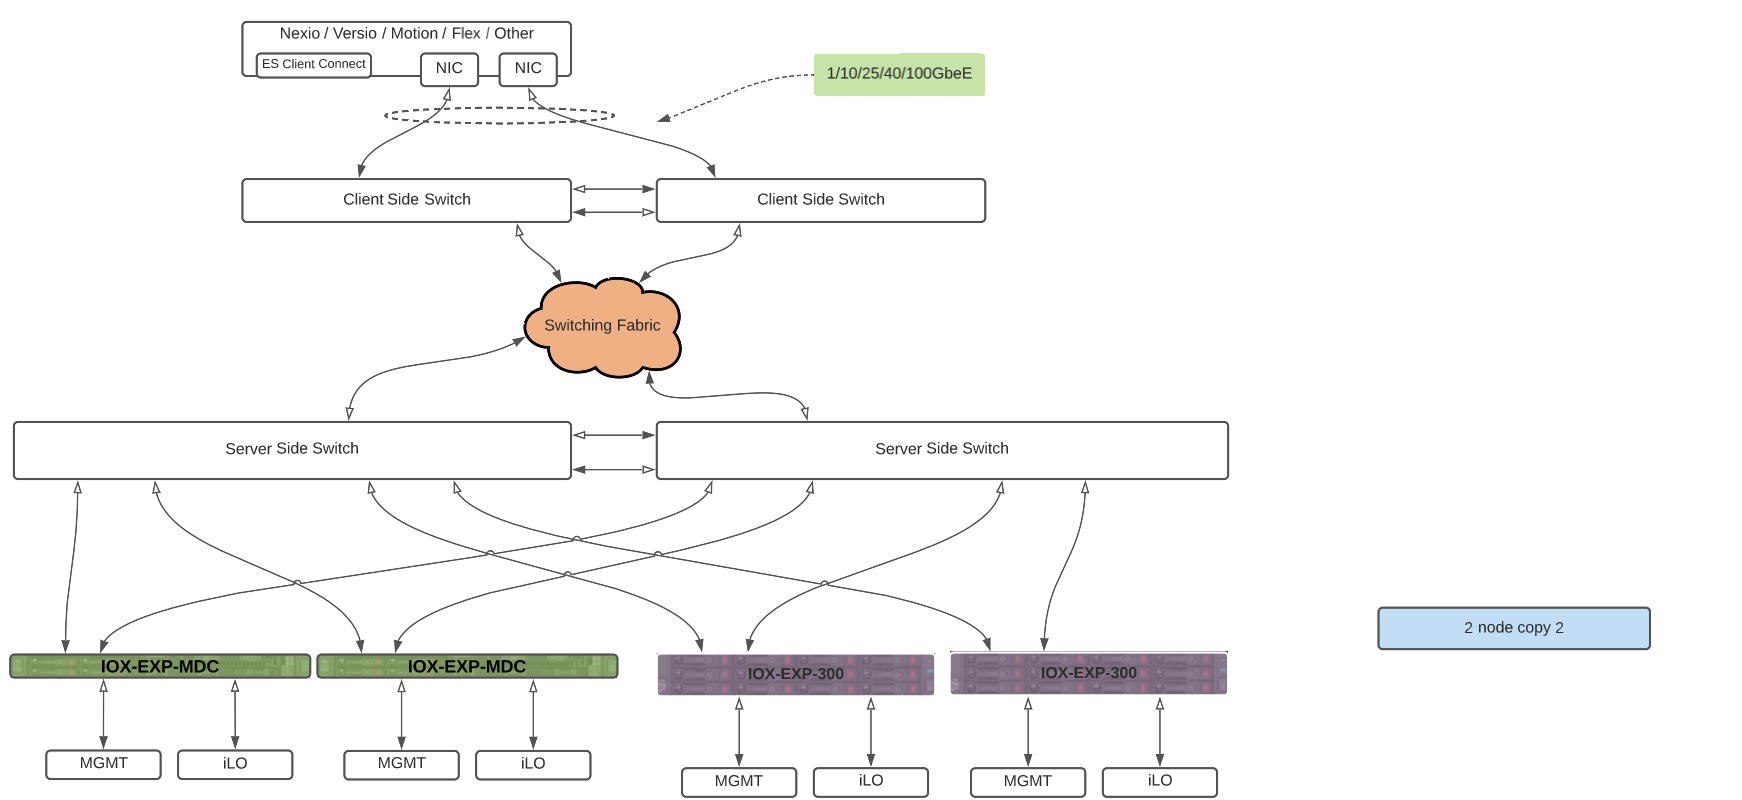 Nexio / Versio / Motion / Flex / Other
ES Client Connect
NIC
NIC
1/10/25/40/100GbeE
Client Side Switch
Client Side Switch
Switching Fabric
Server Side Switch
Server Side Switch
2 node copy 2
IOX-EXP-MDC
IOX-EXP-MDC
IOX-EXP-300
IOX-EXP-300
MGMT
iLO
MGMT
iLO
MGMT
iLO
MGMT
iLO